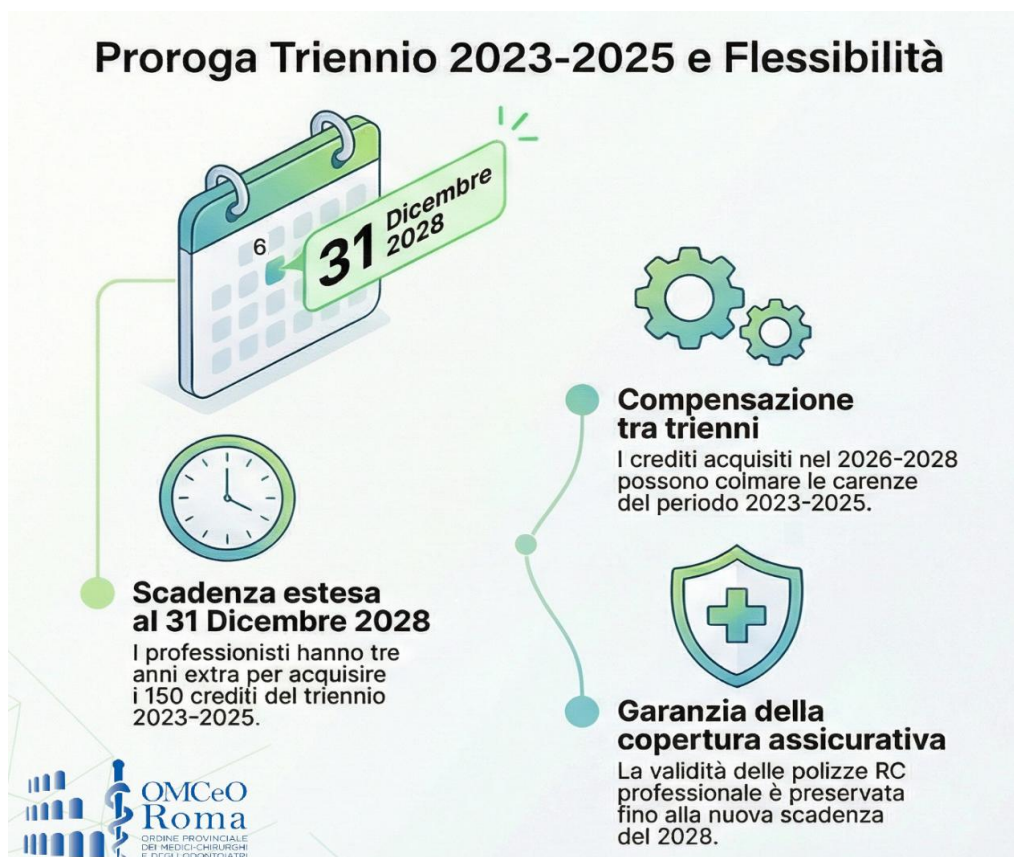 Proroga Triennio 2023-2025 e Flessibilità
6
31 Dicembre
2028
Scadenza estesa
al 31 Dicembre 2028
I professionisti hanno tre
anni extra per acquisire
i 150 crediti del triennio
2023-2025.
Compensazione
tra trienni
I crediti acquisiti nel 2026-2028
possono colmare le carenze
del periodo 2023-2025.
Garanzia della
copertura assicurativa
La validità delle polizze RC
professionale è preservata
fino alla nuova scadenza
del 2028.
OMCeO
Roma
ORDINE PROVINCIALE
DEI MEDICI-CHIRURGHI
E DEGLI ODONTOIATRI